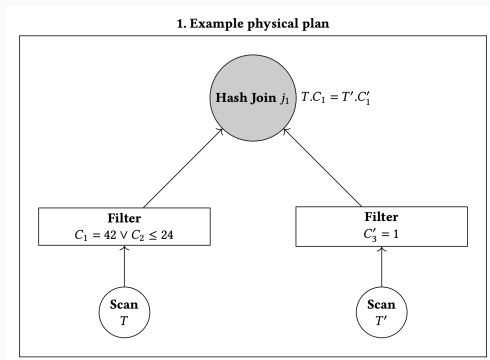 1. Example physical plan
Hash Join j₁ T.C₁ = T′.C′₁
Filter
C₁ = 42 ∨ C₂ ≤ 24
Filter
C′₃ = 1
Scan
T
Scan
T′